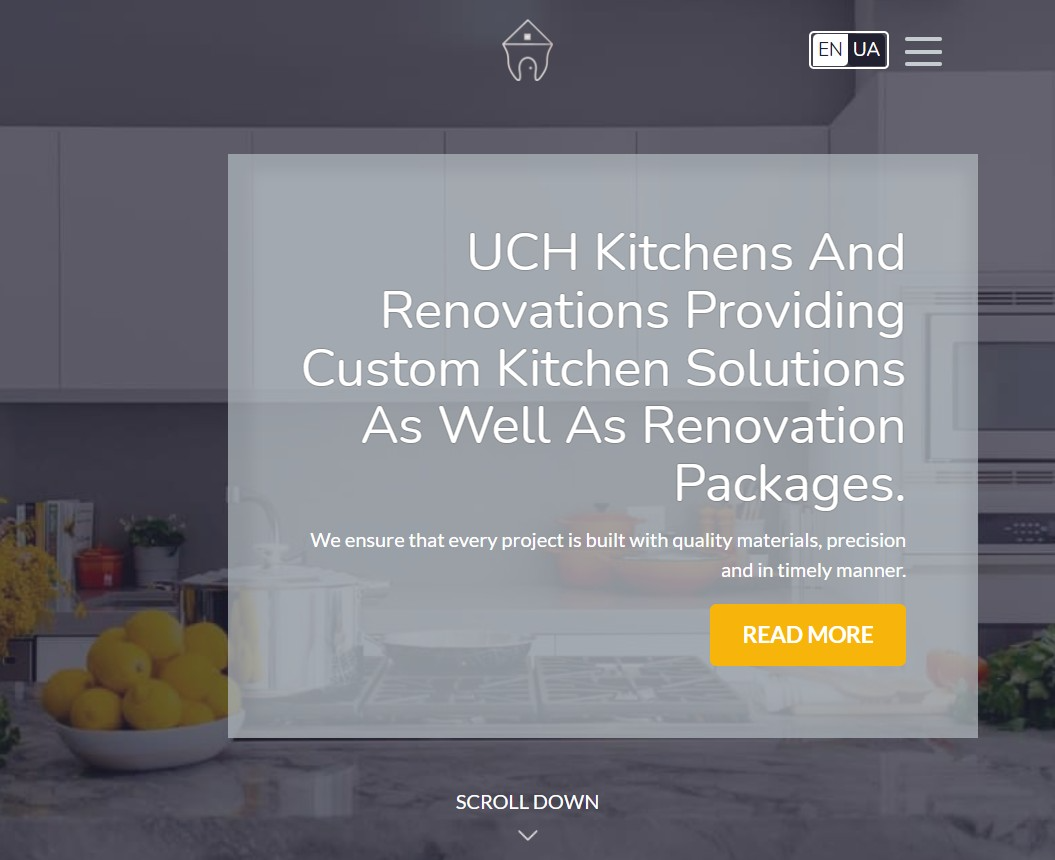 EN UA
UCH Kitchens And
Renovations Providing
Custom Kitchen Solutions
As Well As Renovation
Packages.
We ensure that every project is built with quality materials, precision
and in timely manner.
READ MORE
SCROLL DOWN